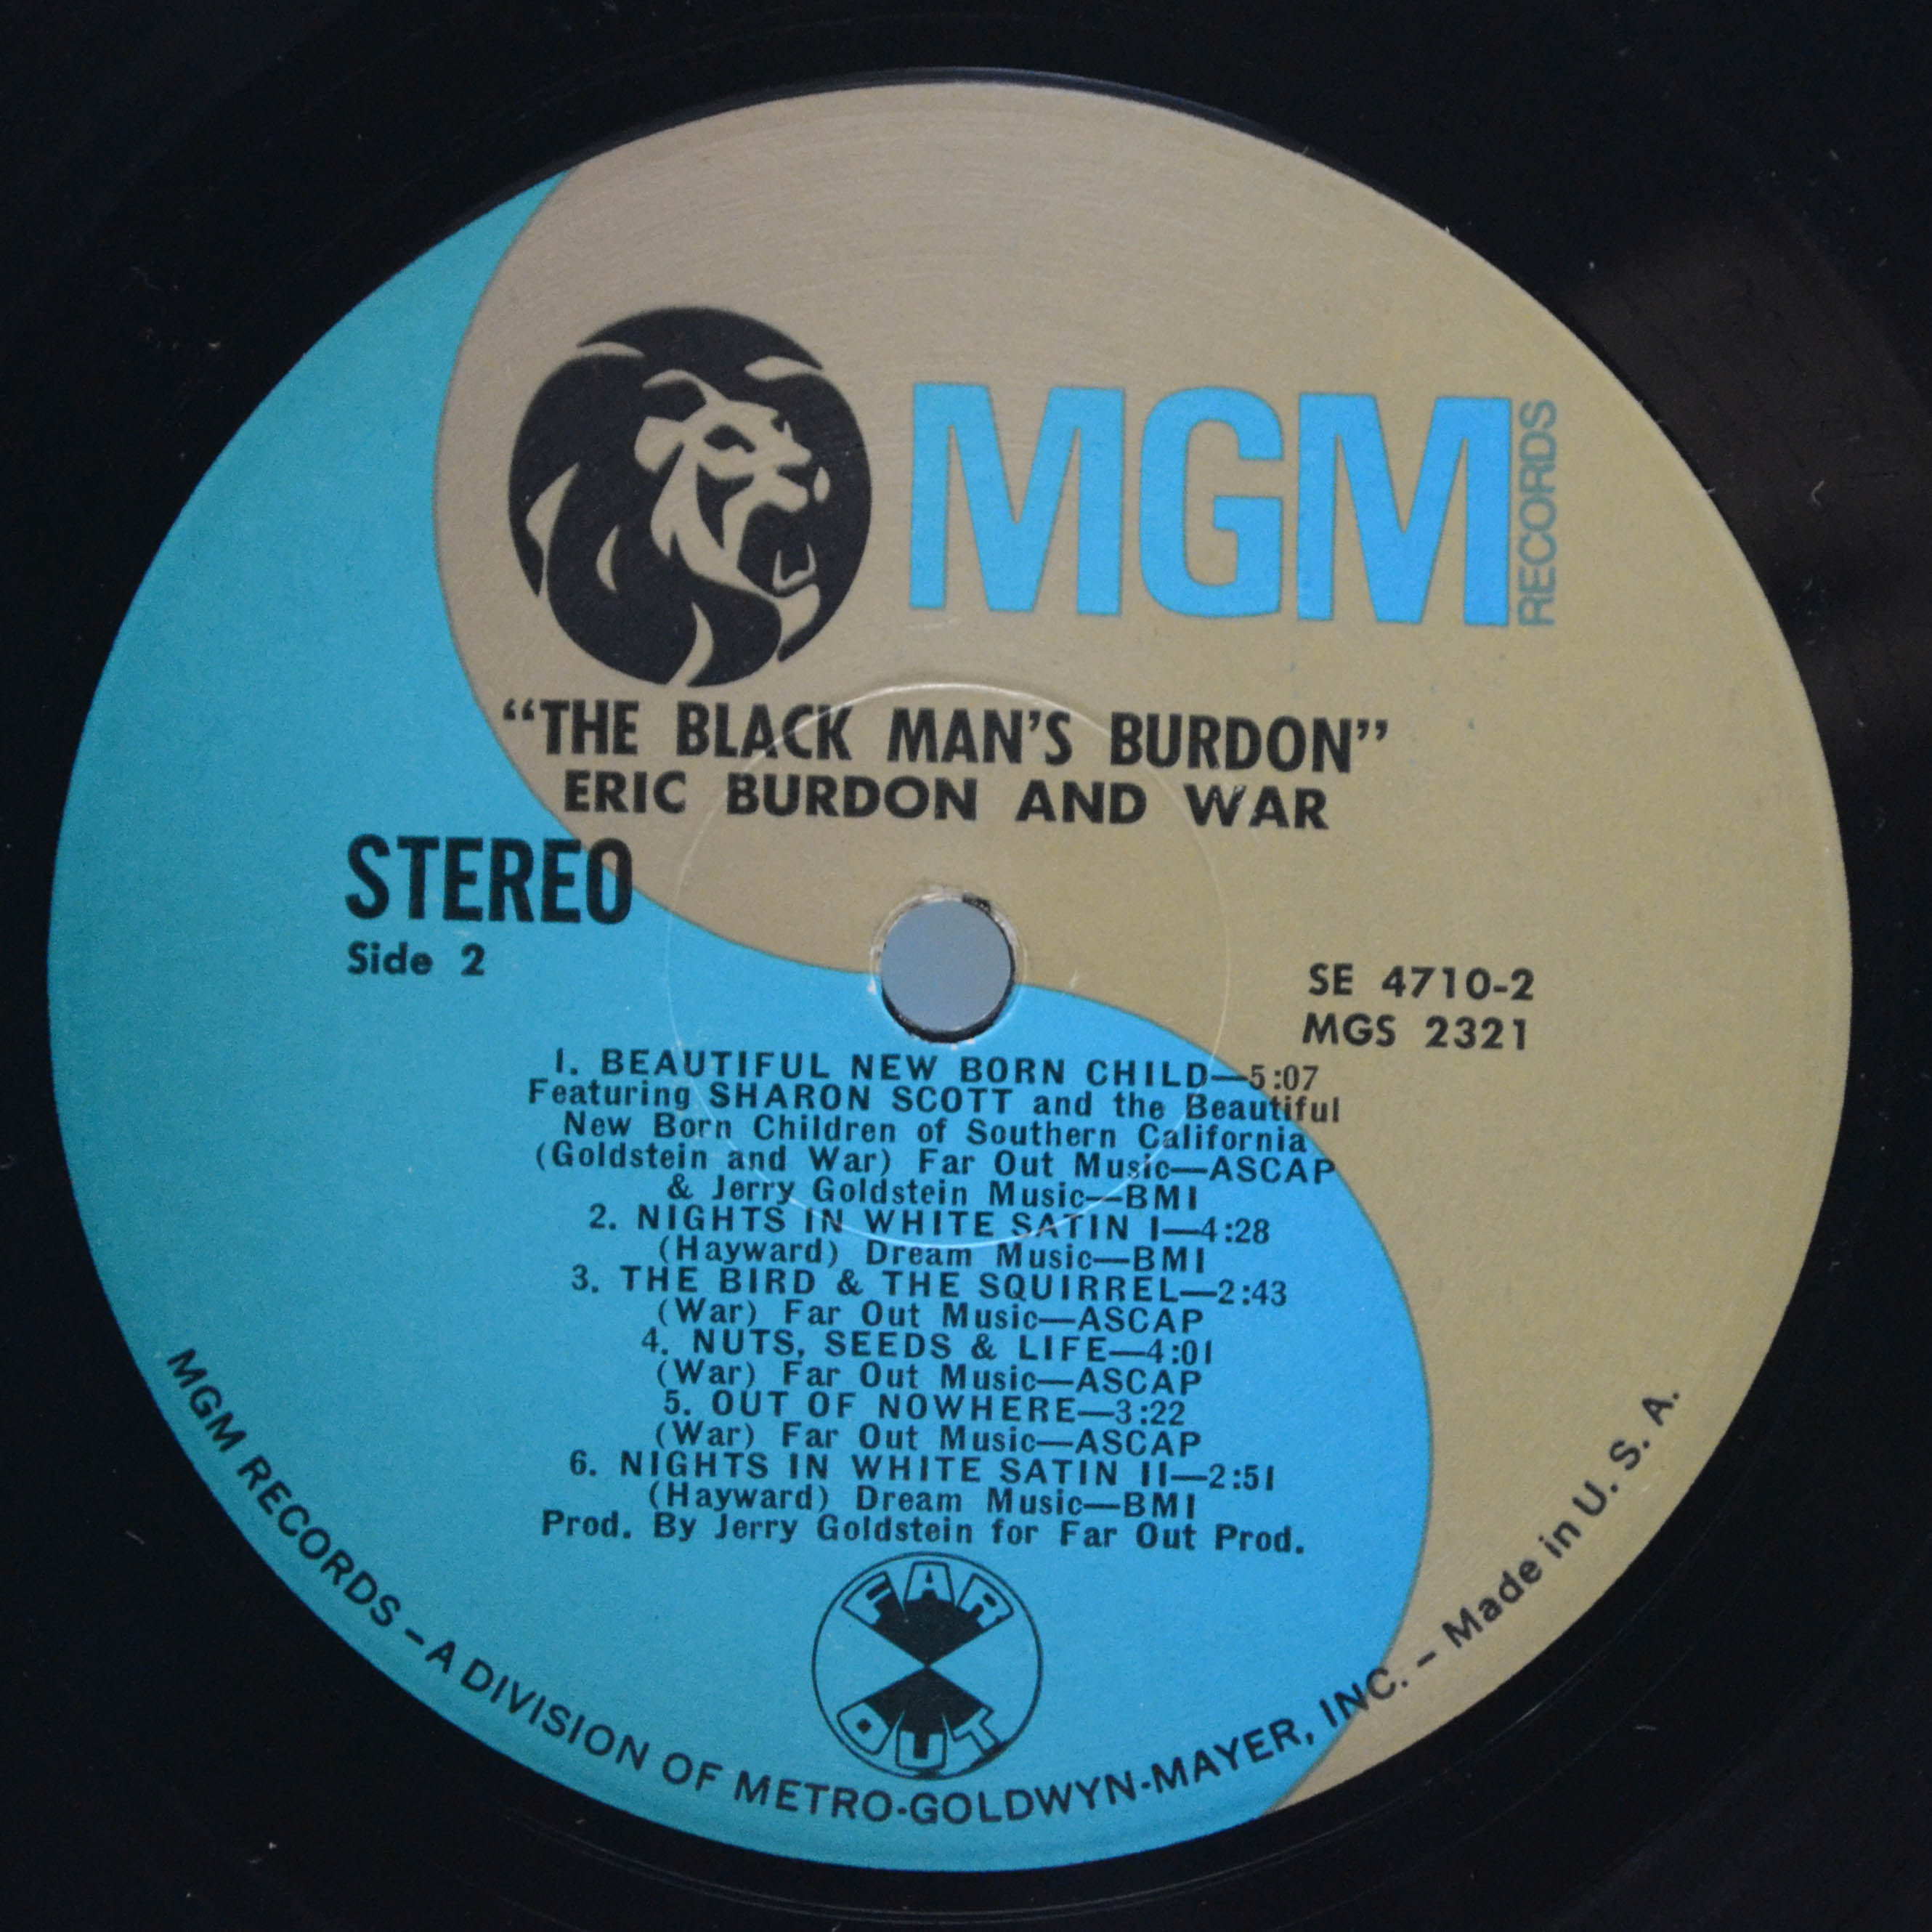 MGM
RECORDS
“THE BLACK MAN’S BURDON”
ERIC BURDON AND WAR
STEREO
Side 2
SE 4710-2
MGS 2321
1. BEAUTIFUL NEW BORN CHILD—5:07
Featuring SHARON SCOTT and the Beautiful
New Born Children of Southern California
(Goldstein and War) Far Out Music—ASCAP
& Jerry Goldstein Music—BMI
2. NIGHTS IN WHITE SATIN I—4:28
(Hayward) Dream Music—BMI
3. THE BIRD & THE SQUIRREL—2:43
(War) Far Out Music—ASCAP
4. NUTS, SEEDS & LIFE—4:01
(War) Far Out Music—ASCAP
5. OUT OF NOWHERE—3:22
(War) Far Out Music—ASCAP
6. NIGHTS IN WHITE SATIN II—2:51
(Hayward) Dream Music—BMI
Prod. By Jerry Goldstein for Far Out Prod.
FAR
OUT
MGM RECORDS – A DIVISION OF METRO-GOLDWYN-MAYER, INC. – Made in U. S. A.